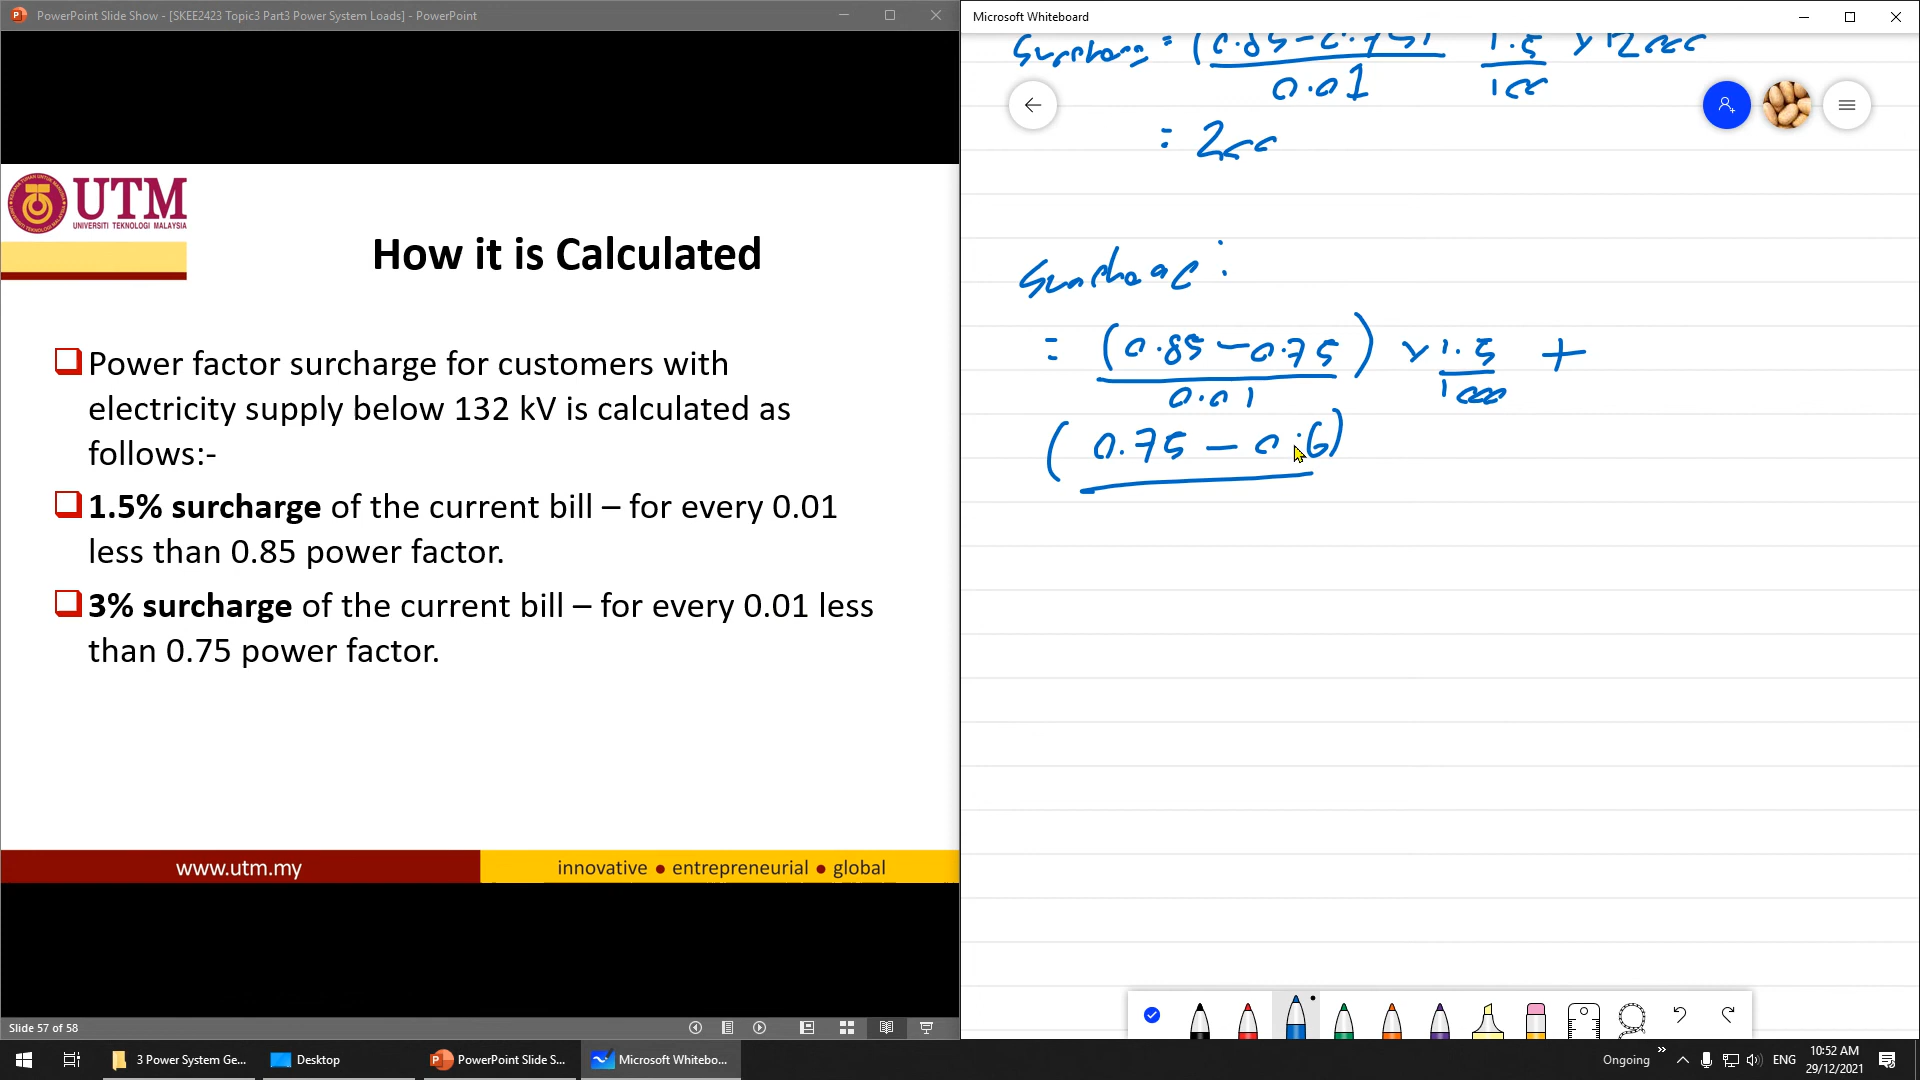 PowerPoint Slide Show - [SKEE2423 Topic3 Part3 Power System Loads] - PowerPoint
UTM
UNIVERSITI TEKNOLOGI MALAYSIA
How it is Calculated
Power factor surcharge for customers with
electricity supply below 132 kV is calculated as
follows:-
1.5% surcharge of the current bill – for every 0.01
less than 0.85 power factor.
3% surcharge of the current bill – for every 0.01 less
than 0.75 power factor.
www.utm.my
innovative ● entrepreneurial ● global
Slide 57 of 58
Microsoft Whiteboard
0.01
= (0.85 - 0.75) x 1.5 +
0.01
(0.75 - 0.6)
3 Power System Ge...
Desktop
PowerPoint Slide S...
Microsoft Whitebo...
Ongoing
ENG
10:52 AM
29/12/2021